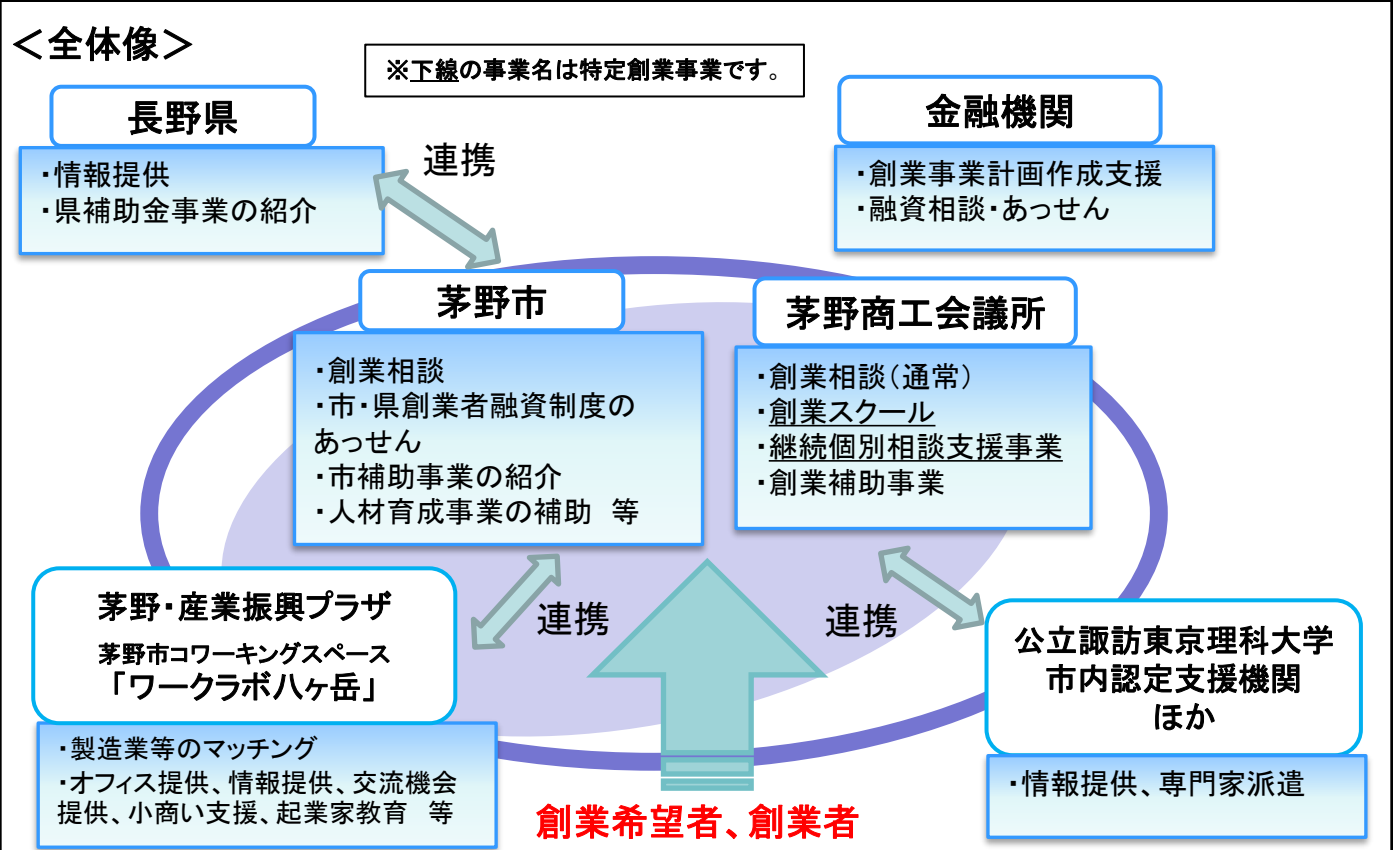 ＜全体像＞
※下線の事業名は特定創業事業です。
長野県
・情報提供
・県補助金事業の紹介
連携
金融機関
・創業事業計画作成支援
・融資相談・あっせん
茅野市
・創業相談
・市・県創業者融資制度の
あっせん
・市補助事業の紹介
・人材育成事業の補助　等
茅野商工会議所
・創業相談（通常）
・創業スクール
・継続個別相談支援事業
・創業補助事業
連携
連携
茅野・産業振興プラザ
茅野市コワーキングスペース
「ワークラボ八ヶ岳」
・製造業等のマッチング
・オフィス提供、情報提供、交流機会
提供、小商い支援、起業家教育　等
公立諏訪東京理科大学
市内認定支援機関
ほか
・情報提供、専門家派遣
創業希望者、創業者